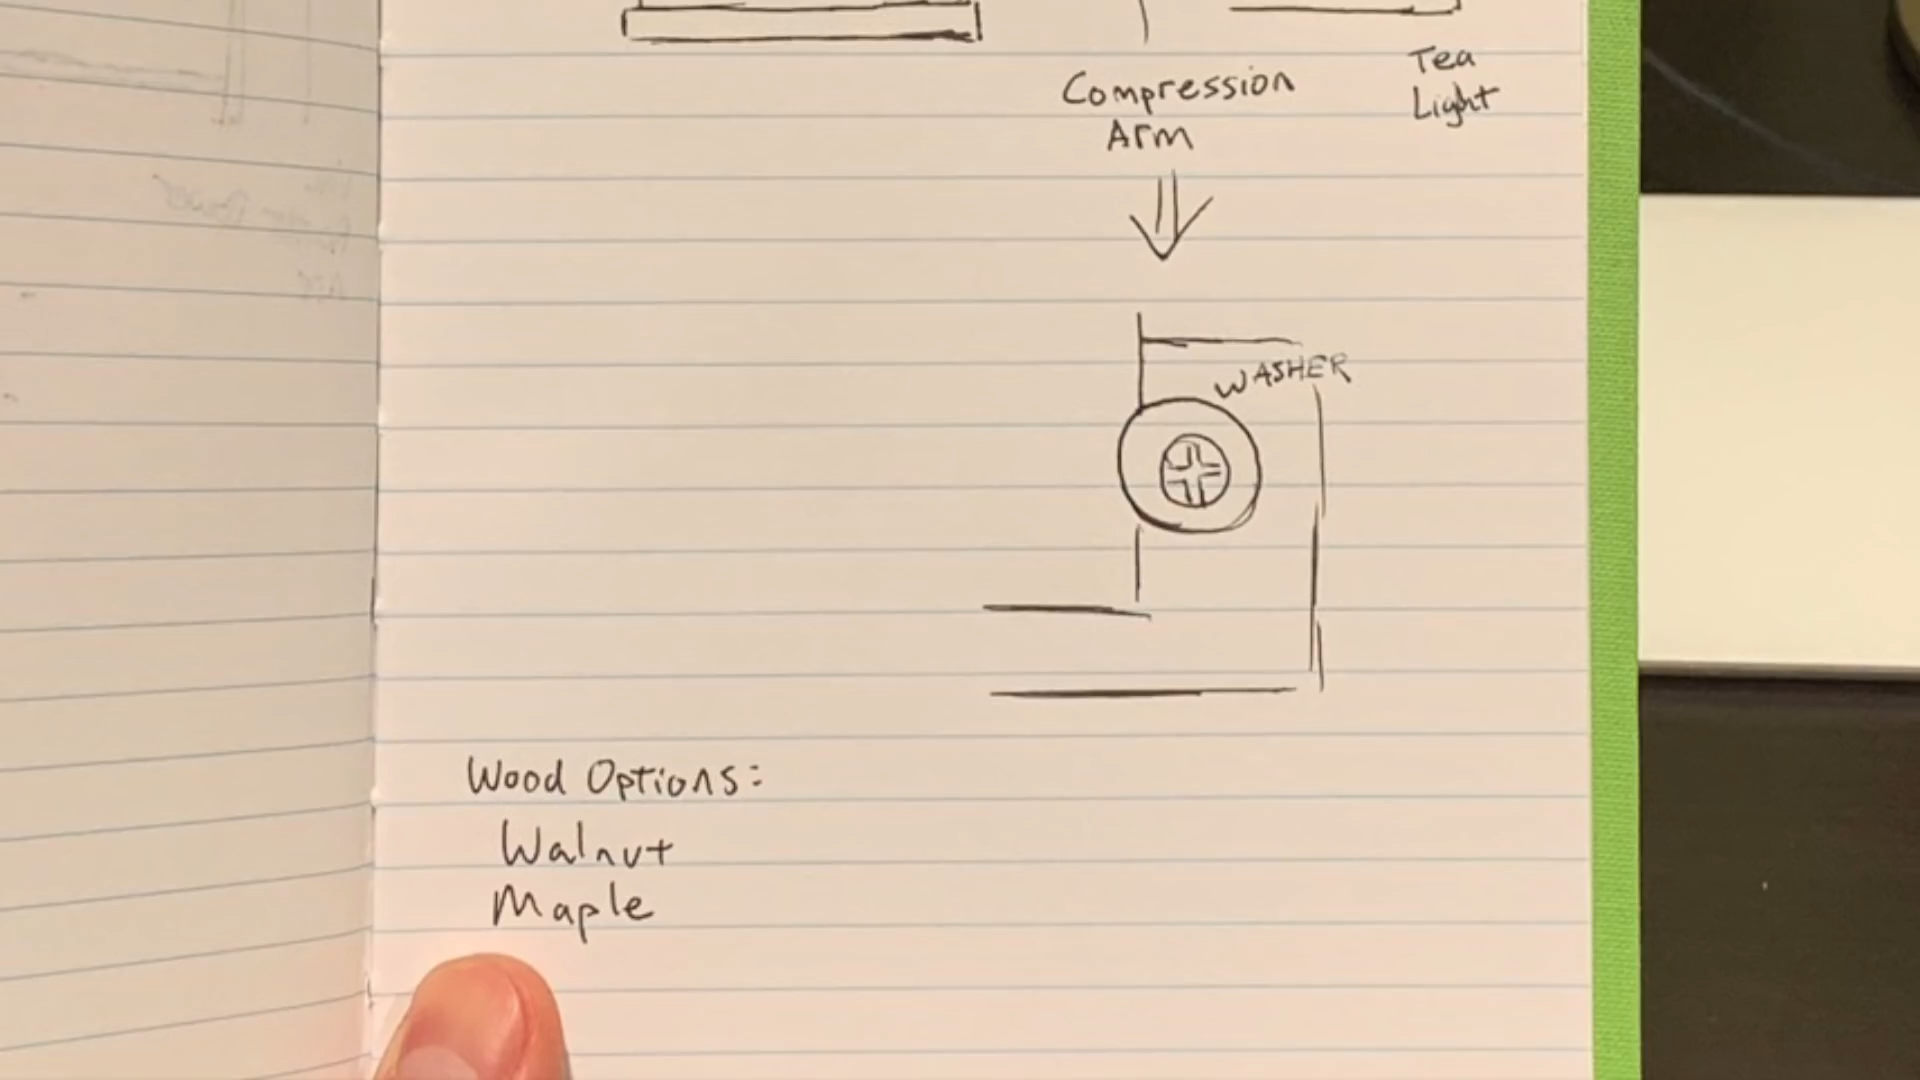 Tea
Light
Compression
Arm
WASHER
Wood Options:
Walnut
Maple